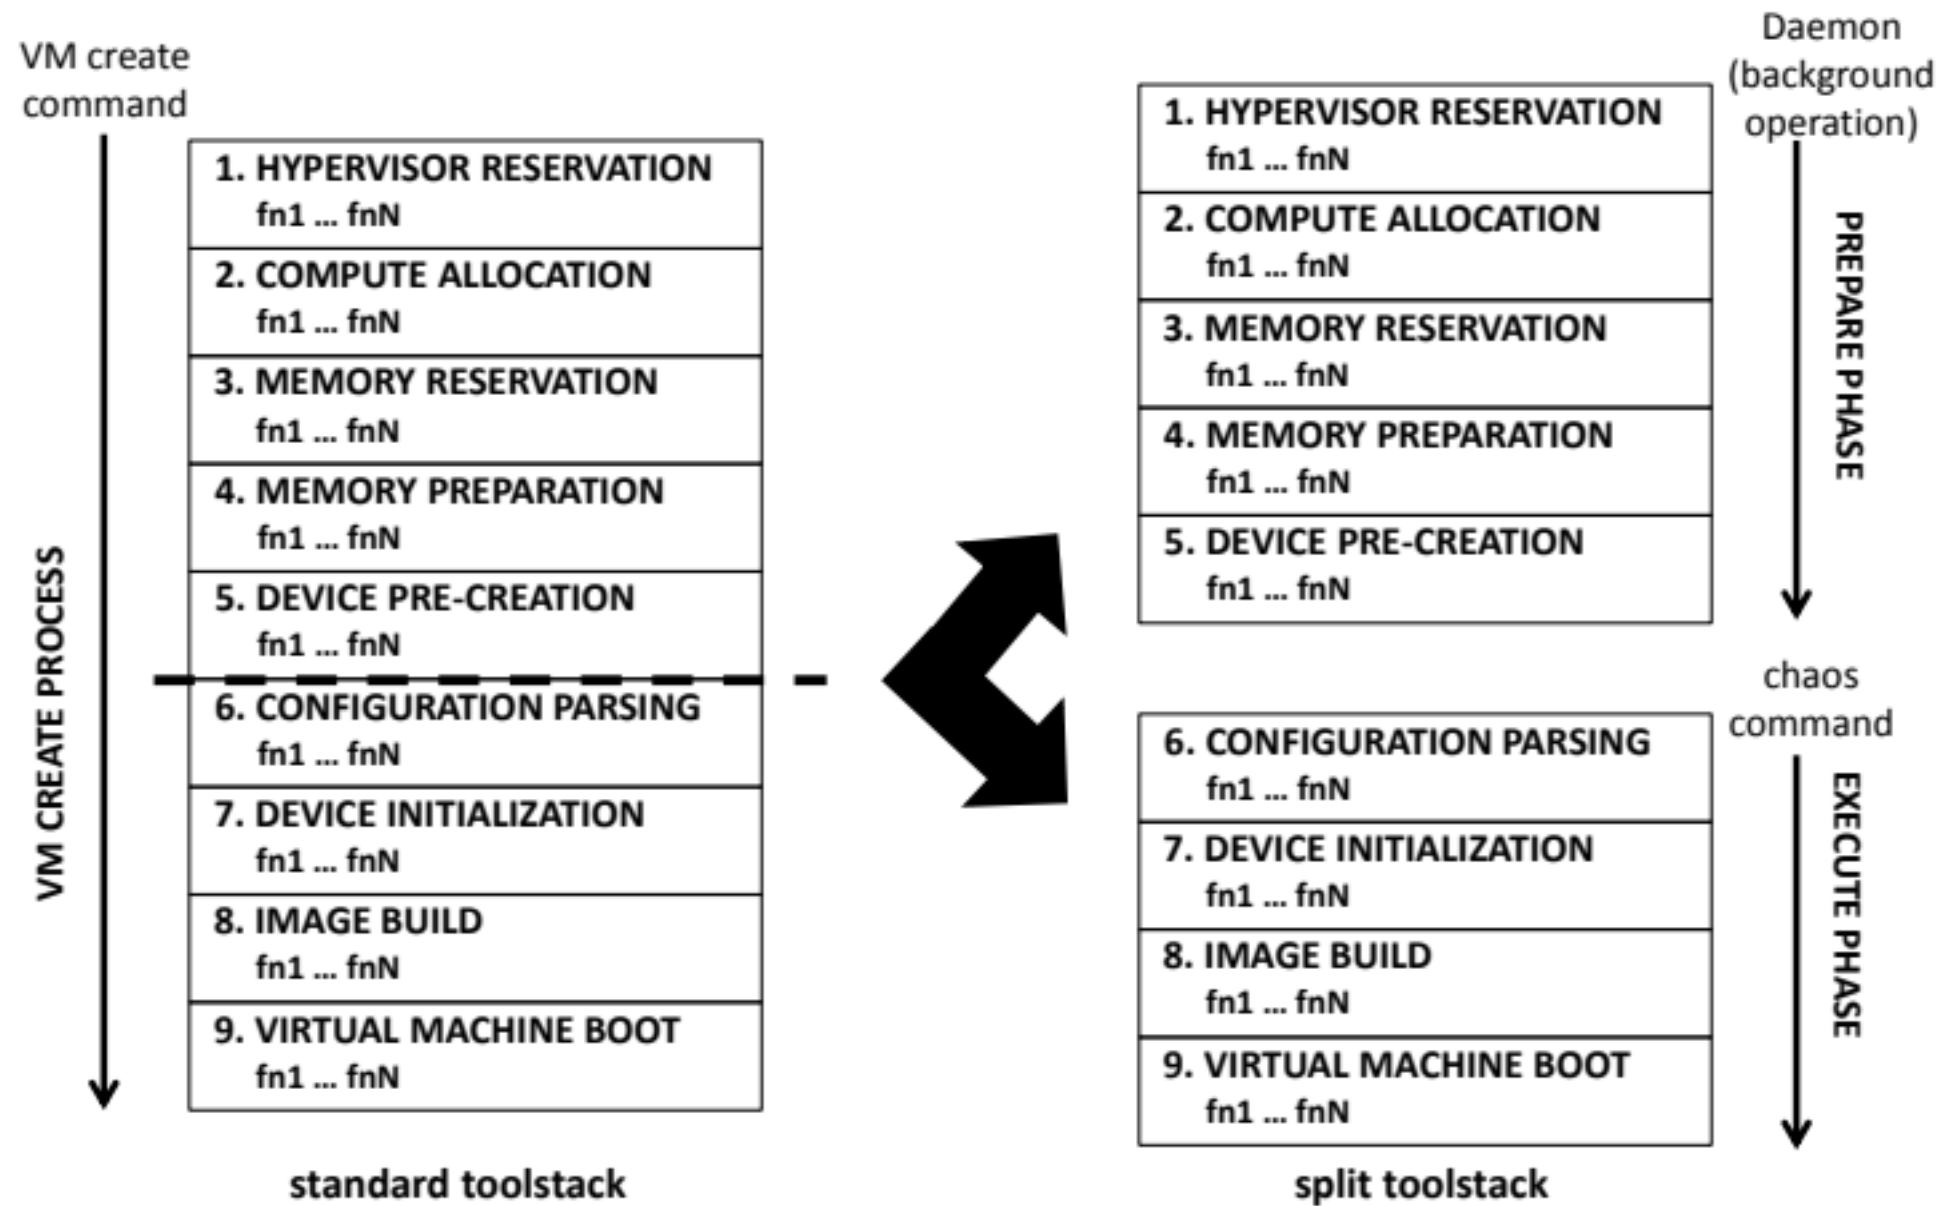 VM create
command
VM CREATE PROCESS
1. HYPERVISOR RESERVATION
fn1 ... fnN
2. COMPUTE ALLOCATION
fn1 ... fnN
3. MEMORY RESERVATION
fn1 ... fnN
4. MEMORY PREPARATION
fn1 ... fnN
5. DEVICE PRE-CREATION
fn1 ... fnN
6. CONFIGURATION PARSING
fn1 ... fnN
7. DEVICE INITIALIZATION
fn1 ... fnN
8. IMAGE BUILD
fn1 ... fnN
9. VIRTUAL MACHINE BOOT
fn1 ... fnN
standard toolstack
Daemon
(background
operation)
PREPARE PHASE
1. HYPERVISOR RESERVATION
fn1 ... fnN
2. COMPUTE ALLOCATION
fn1 ... fnN
3. MEMORY RESERVATION
fn1 ... fnN
4. MEMORY PREPARATION
fn1 ... fnN
5. DEVICE PRE-CREATION
fn1 ... fnN
chaos
command
EXECUTE PHASE
6. CONFIGURATION PARSING
fn1 ... fnN
7. DEVICE INITIALIZATION
fn1 ... fnN
8. IMAGE BUILD
fn1 ... fnN
9. VIRTUAL MACHINE BOOT
fn1 ... fnN
split toolstack